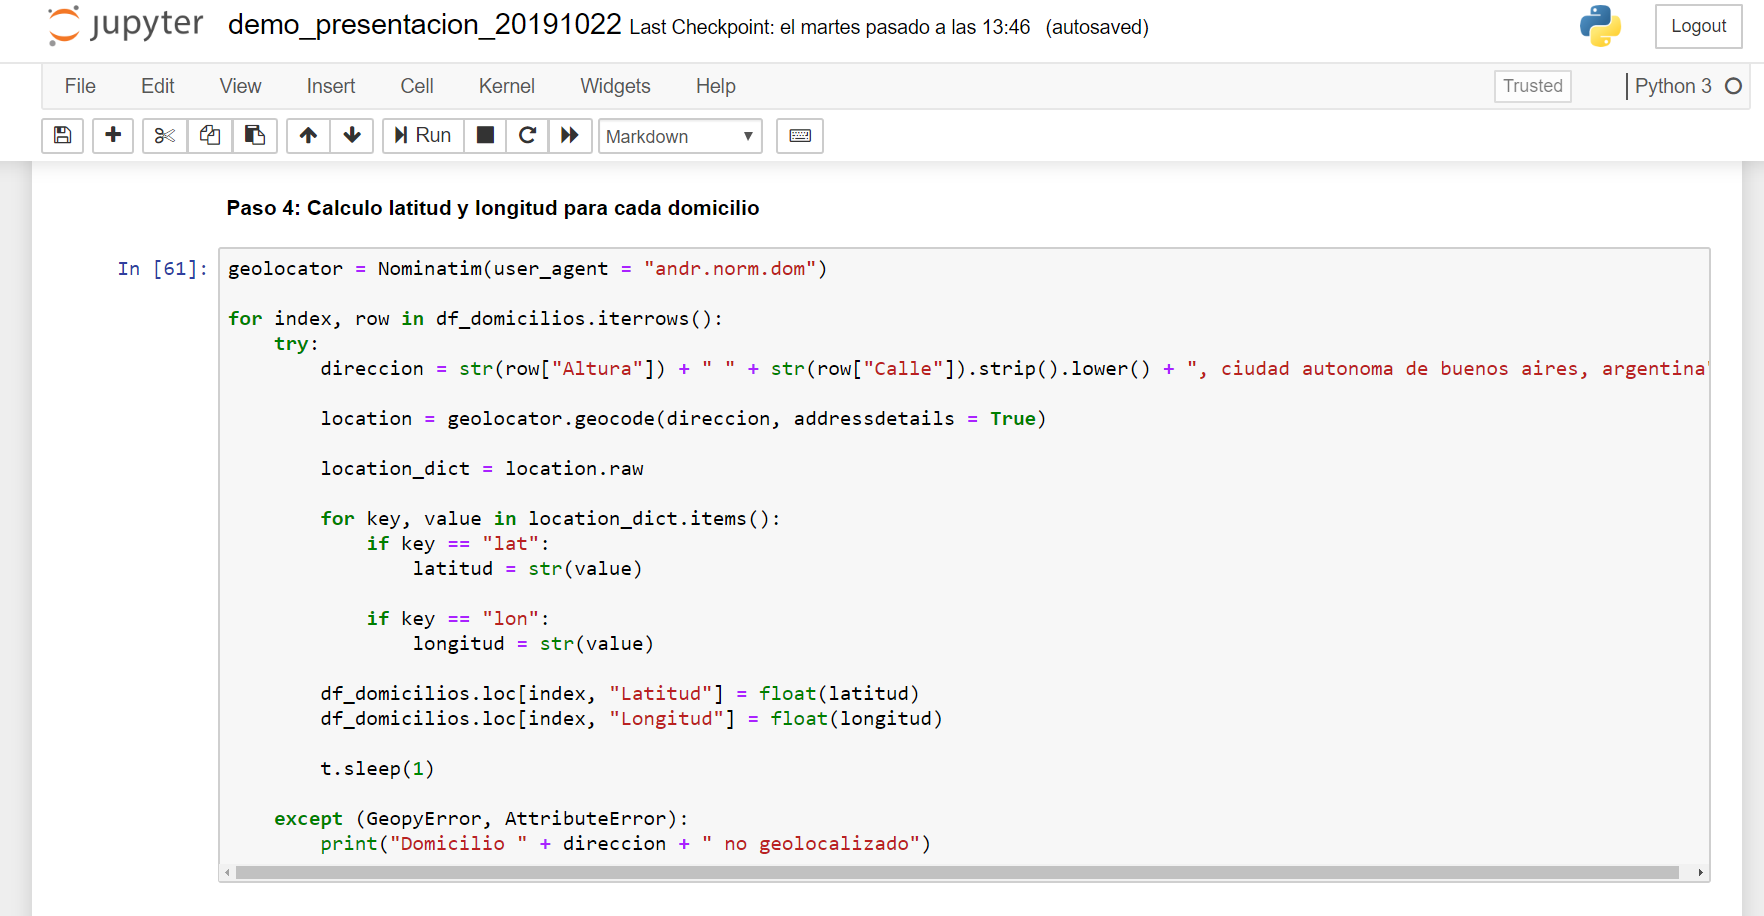 jupyter demo_presentacion_20191022 Last Checkpoint: el martes pasado a las 13:46 (autosaved) Logout
File Edit View Insert Cell Kernel Widgets Help Trusted Python 3
Run Markdown
Paso 4: Calculo latitud y longitud para cada domicilio
In [61]:
geolocator = Nominatim(user_agent = "andr.norm.dom")
for index, row in df_domicilios.iterrows():
    try:
        direccion = str(row["Altura"]) + " " + str(row["Calle"]).strip().lower() + ", ciudad autonoma de buenos aires, argentina"
        location = geolocator.geocode(direccion, addressdetails = True)
        location_dict = location.raw
        for key, value in location_dict.items():
            if key == "lat":
                latitud = str(value)
            if key == "lon":
                longitud = str(value)
        df_domicilios.loc[index, "Latitud"] = float(latitud)
        df_domicilios.loc[index, "Longitud"] = float(longitud)
        t.sleep(1)
    except (GeopyError, AttributeError):
        print("Domicilio " + direccion + " no geolocalizado")